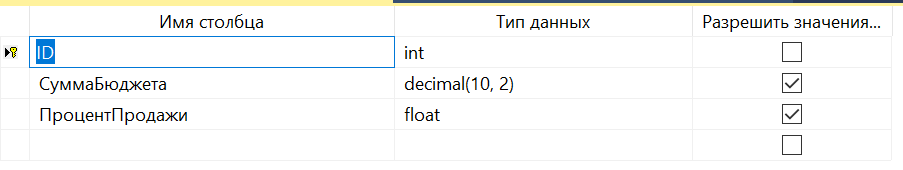 Имя столбца Тип данных Разрешить значения...
ID int
СуммаБюджета decimal(10, 2)
ПроцентПродажи float